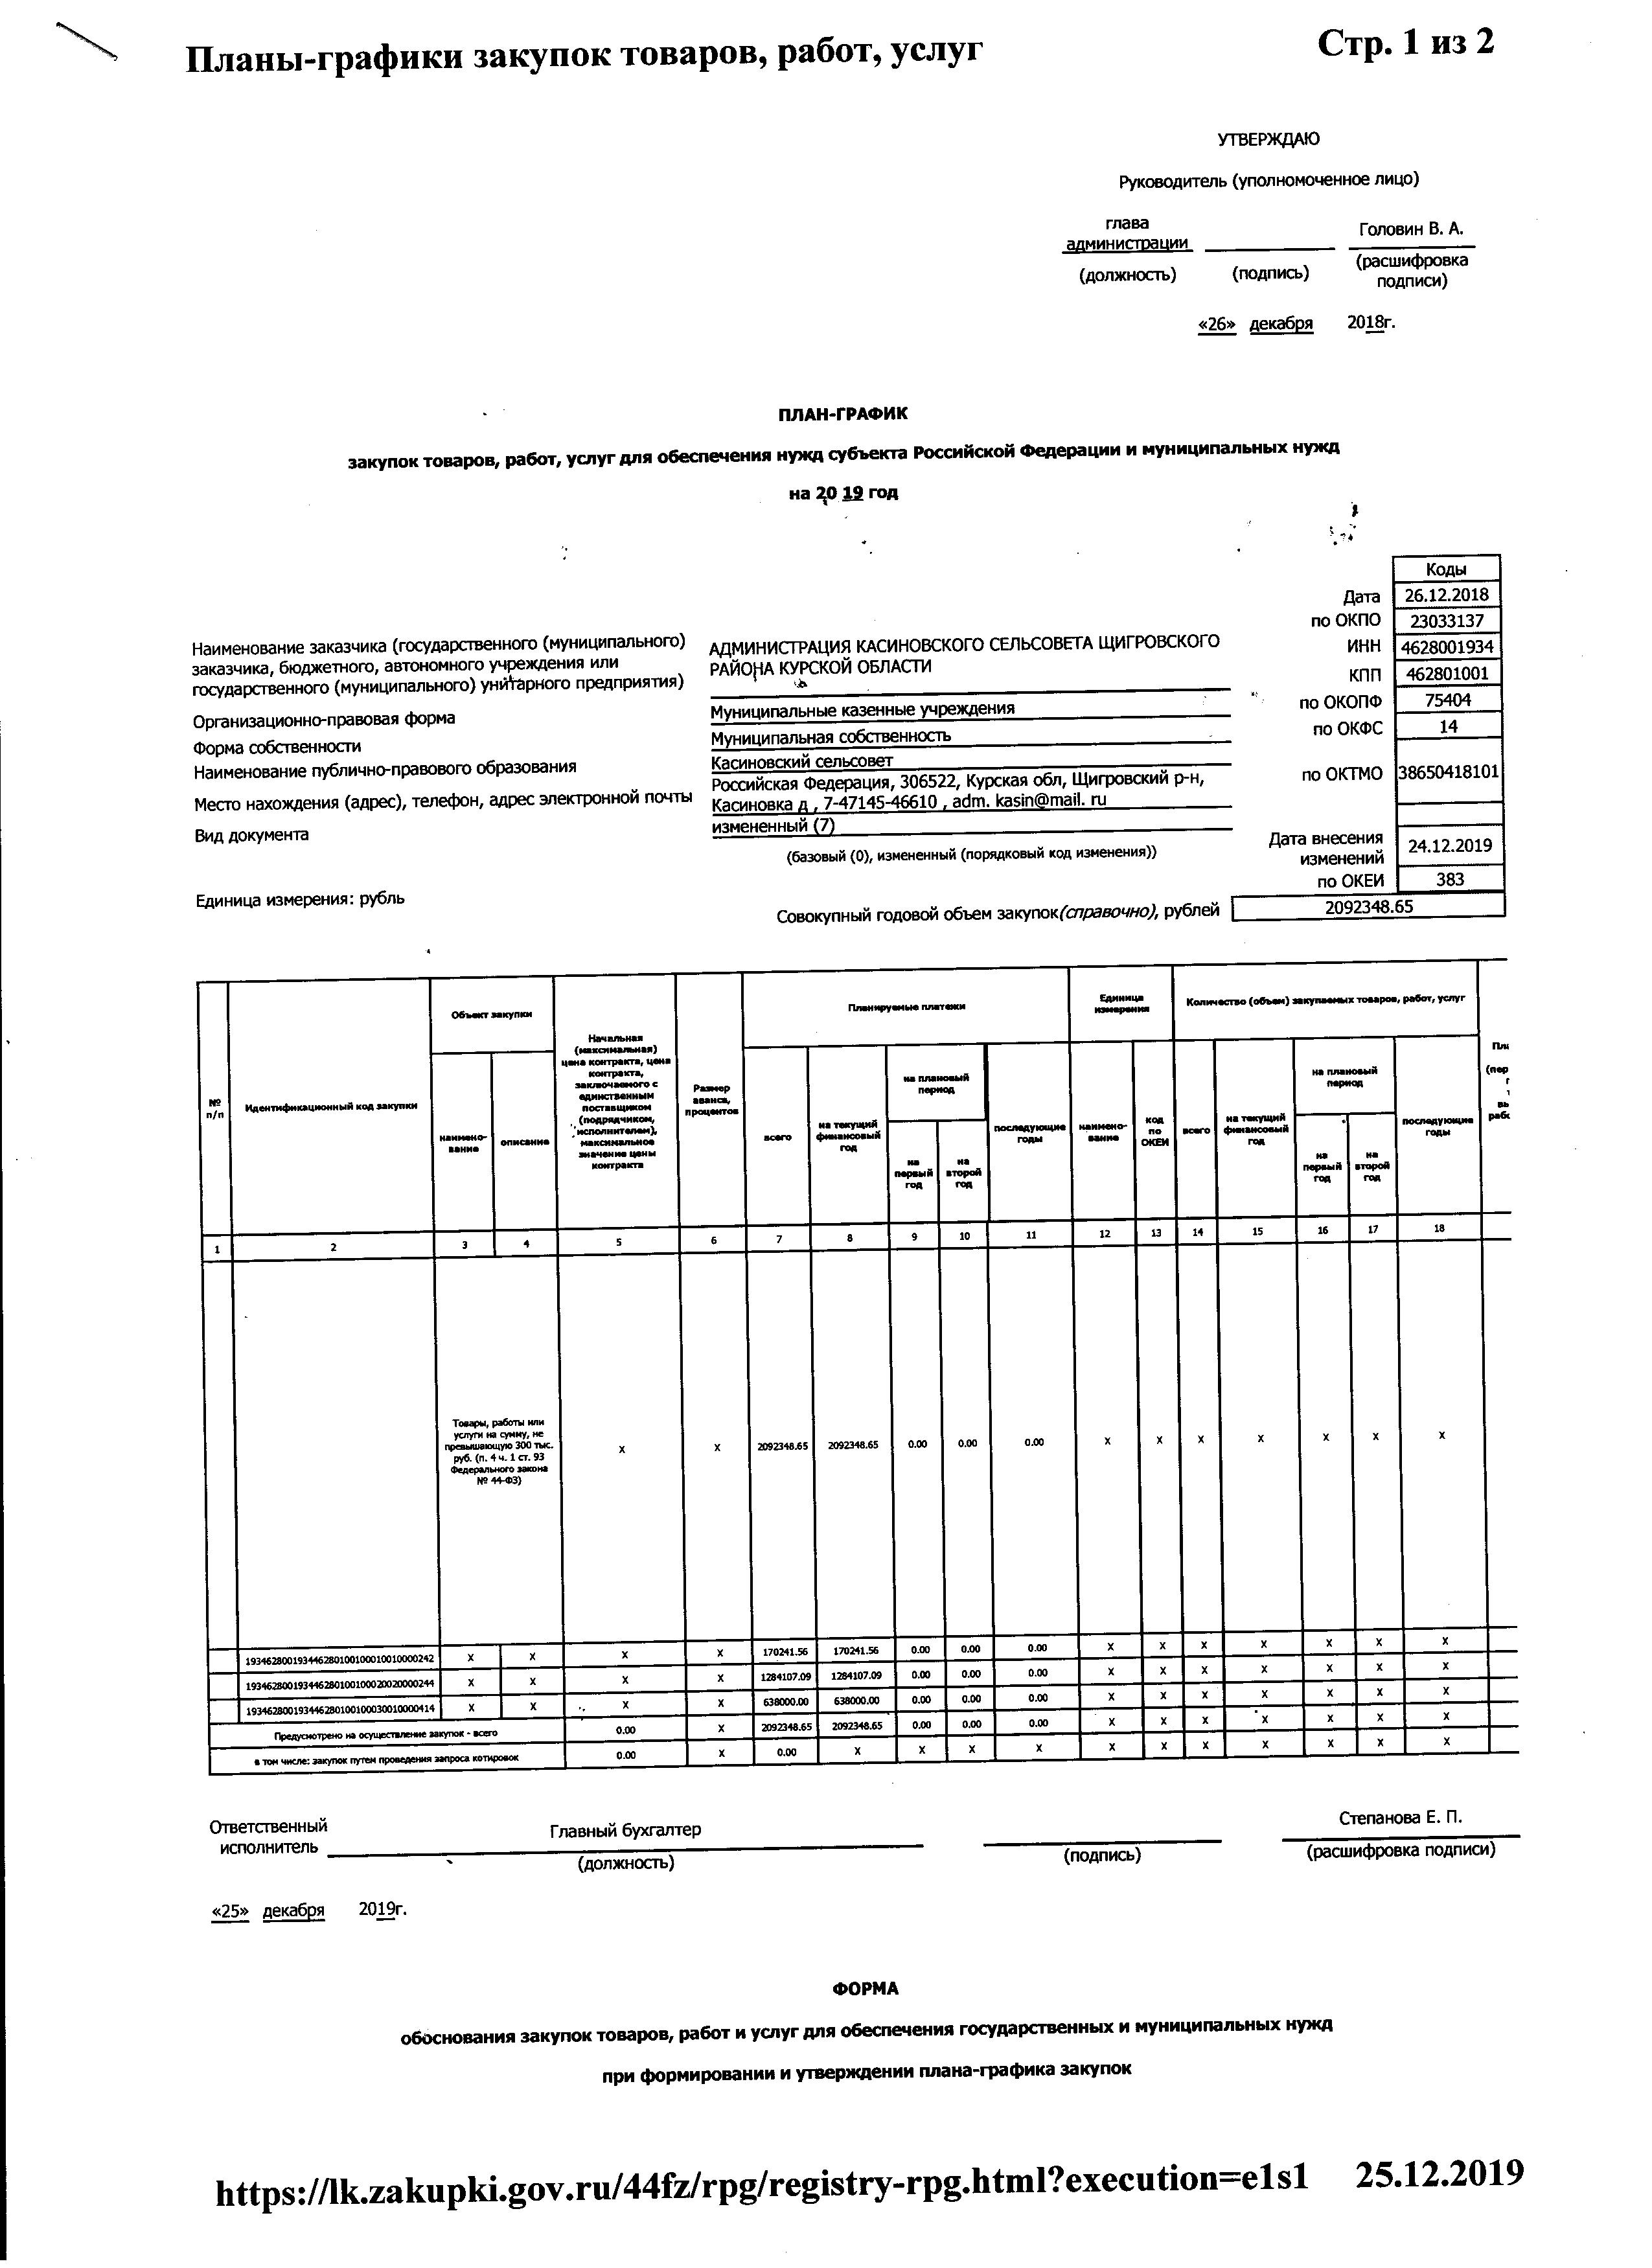 Планы-графики закупок товаров, работ, услуг
Стр. 1 из 2
УТВЕРЖДАЮ
Руководитель (уполномоченное лицо)
глава
администрации
Головин В. А.
(должность)
(подпись)
(расшифровка
подписи)
«26» декабря 2018г.
ПЛАН-ГРАФИК
закупок товаров, работ, услуг для обеспечения нужд субъекта Российской Федерации и муниципальных нужд
на 20 19 год
Коды
Дата 26.12.2018
по ОКПО 23033137
Наименование заказчика (государственного (муниципального)
заказчика, бюджетного, автономного учреждения или
государственного (муниципального) унитарного предприятия)
АДМИНИСТРАЦИЯ КАСИНОВСКОГО СЕЛЬСОВЕТА ЩИГРОВСКОГО
РАЙОНА КУРСКОЙ ОБЛАСТИ
ИНН 4628001934
КПП 462801001
Организационно-правовая форма Муниципальные казенные учреждения по ОКОПФ 75404
Форма собственности Муниципальная собственность по ОКФС 14
Наименование публично-правового образования Касиновский сельсовет по ОКТМО 38650418101
Место нахождения (адрес), телефон, адрес электронной почты
Российская Федерация, 306522, Курская обл, Щигровский р-н,
Касиновка д , 7-47145-46610 , adm. kasin@mail. ru
Вид документа измененный (7)
(базовый (0), измененный (порядковый код изменения))
Дата внесения
изменений
24.12.2019
по ОКЕИ 383
Единица измерения: рубль
Совокупный годовой объем закупок(справочно), рублей 2092348.65
№
п/п
Идентификационный код закупки
Объект закупки
наимено-
вание
описание
Начальная
(максимальная)
цена контракта, цена
контракта,
заключаемого с
единственным
поставщиком
(подрядчиком,
исполнителем),
максимальное
значение цены
контракта
Размер
аванса,
процентов
Планируемые платежи
всего
на текущий
финансовый
год
на плановый
период
на
первый
год
на
второй
год
последующие
годы
Единица
измерения
наимено-
вание
код
по
ОКЕИ
Количество (объем) закупаемых товаров, работ, услуг
всего
на текущий
финансовый
год
на плановый
период
на
первый
год
на
второй
год
последующие
годы
1 2 3 4 5 6 7 8 9 10 11 12 13 14 15 16 17 18
Товары, работы или
услуги на сумму, не
превышающую 300 тыс.
руб. (п. 4 ч. 1 ст. 93
Федерального закона
№ 44-ФЗ)
X X 2092348.65 2092348.65 0.00 0.00 0.00 X X X X X X X
193462800193446280100100010010000242 X X X X 170241.56 170241.56 0.00 0.00 0.00 X X X X X X X
193462800193446280100100020020000244 X X X X 1284107.09 1284107.09 0.00 0.00 0.00 X X X X X X X
193462800193446280100100030010000414 X X X X 638000.00 638000.00 0.00 0.00 0.00 X X X X X X X
Предусмотрено на осуществление закупок - всего 0.00 X 2092348.65 2092348.65 0.00 0.00 0.00 X X X X X X X
в том числе: закупок путем проведения запроса котировок 0.00 X 0.00 X X X X X X X X X X X
Ответственный
исполнитель
Главный бухгалтер
Степанова Е. П.
(должность)
(подпись)
(расшифровка подписи)
«25» декабря 2019г.
ФОРМА
обоснования закупок товаров, работ и услуг для обеспечения государственных и муниципальных нужд
при формировании и утверждении плана-графика закупок
https://lk.zakupki.gov.ru/44fz/rpg/registry-rpg.html?execution=e1s1 25.12.2019